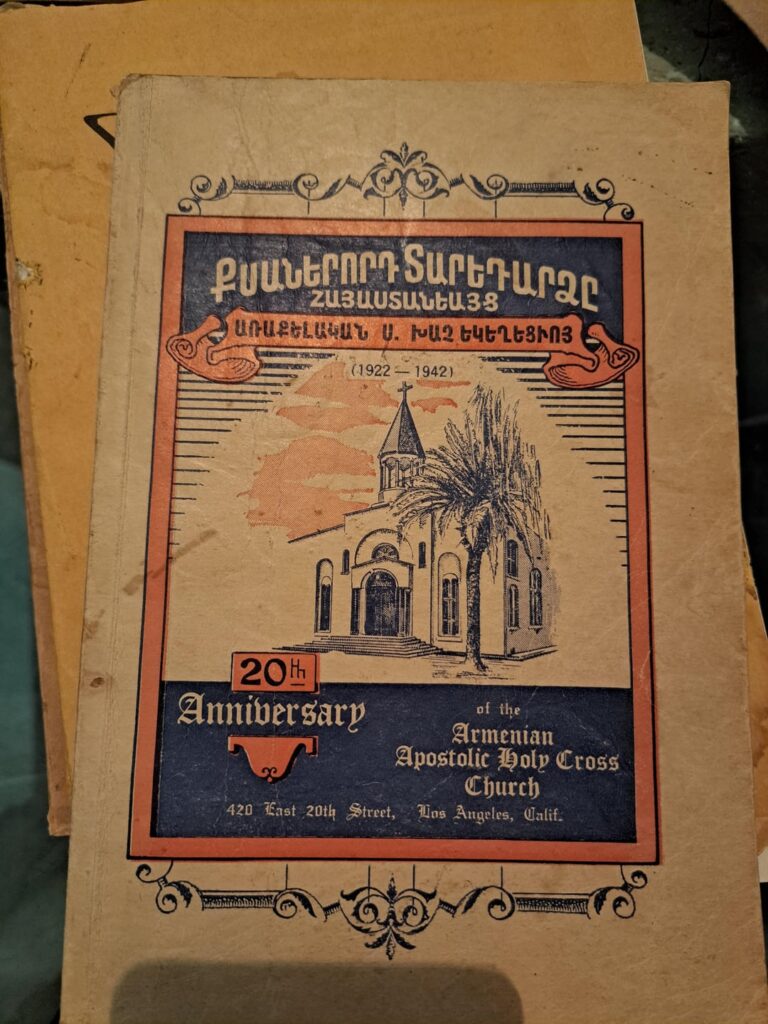 ՔՍԱՆԵՐՈՐԴ ՏԱՐԵԴԱՐՁԸ
ՀԱՅԱՍՏԱՆԵԱՅՑ
ԱՌԱՔԵԼԱԿԱՆ Ս. ԽԱՉ ԵԿԵՂԵՑԻՈՅ
(1922 — 1942)
20th
Anniversary
of the
Armenian
Apostolic Holy Cross
Church
420 East 20th Street, Los Angeles, Calif.